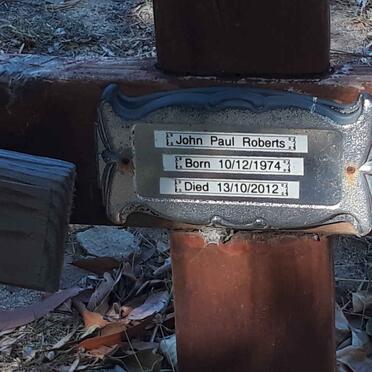 John Paul Roberts
Born 10/12/1974
Died 13/10/2012